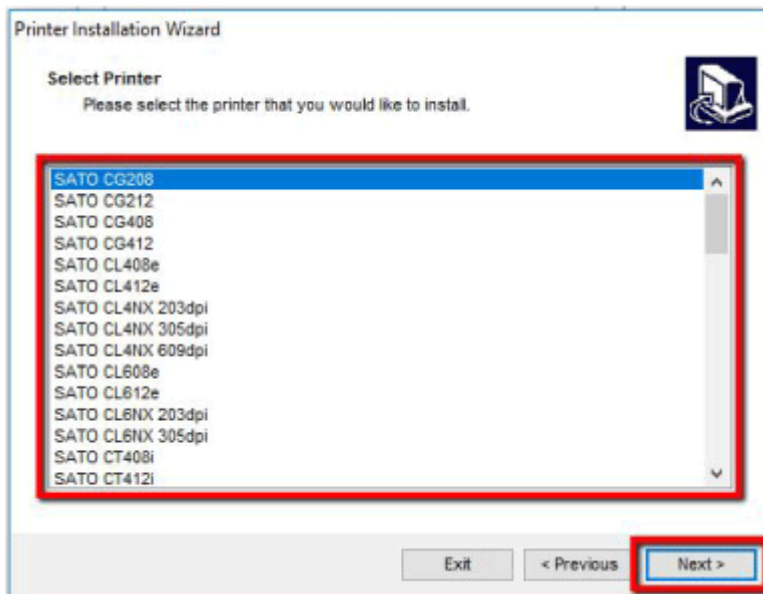 Printer Installation Wizard
Select Printer
Please select the printer that you would like to install.
SATO CG208
SATO CG212
SATO CG408
SATO CG412
SATO CL408e
SATO CL412e
SATO CL4NX 203dpi
SATO CL4NX 305dpi
SATO CL4NX 609dpi
SATO CL608e
SATO CL612e
SATO CL6NX 203dpi
SATO CL6NX 305dpi
SATO CT408i
SATO CT412i
Exit
< Previous
Next >